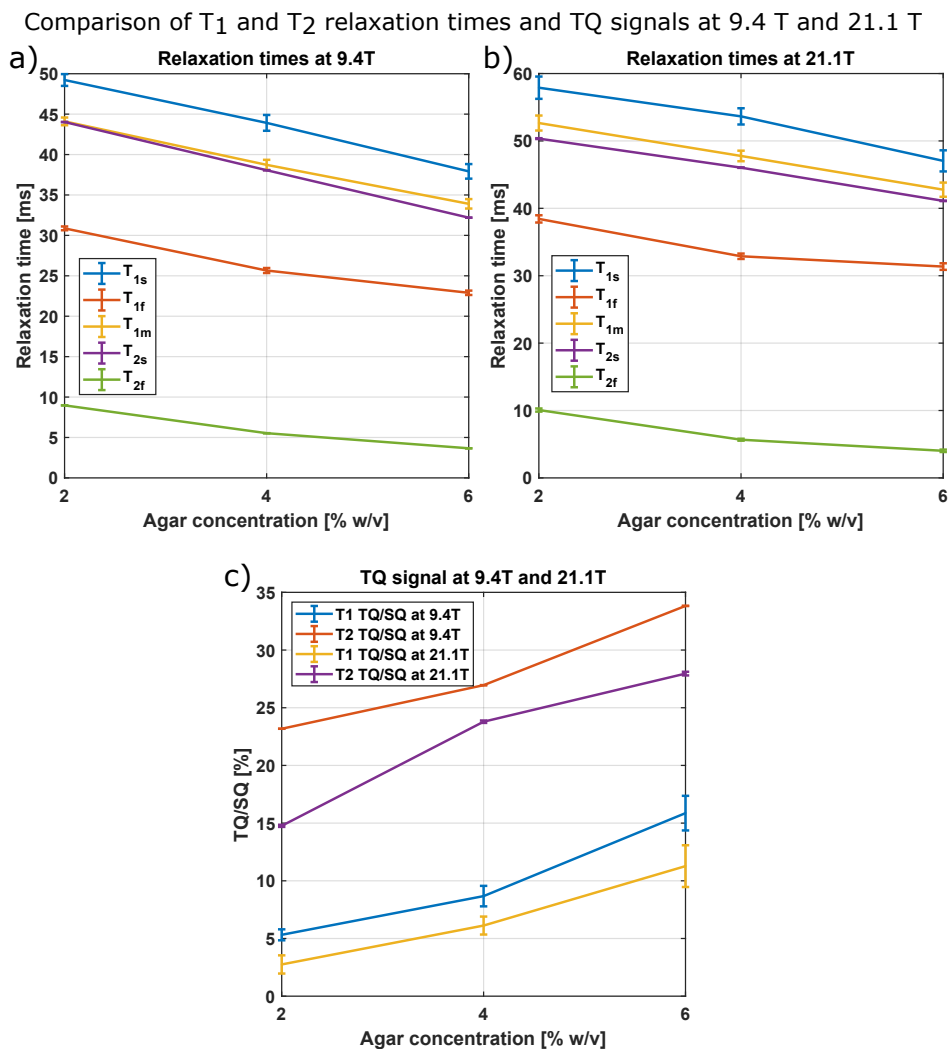 Comparison of T1 and T2 relaxation times and TQ signals at 9.4 T and 21.1 T
a)
Relaxation times at 9.4T
50
45
40
35
30
25
20
15
10
5
0
Relaxation time [ms]
T1s
T1f
T1m
T2s
T2f
2
4
6
Agar concentration [% w/v]
b)
Relaxation times at 21.1T
60
50
40
30
20
10
0
Relaxation time [ms]
T1s
T1f
T1m
T2s
T2f
2
4
6
Agar concentration [% w/v]
c)
TQ signal at 9.4T and 21.1T
35
30
25
20
15
10
5
0
TQ/SQ [%]
T1 TQ/SQ at 9.4T
T2 TQ/SQ at 9.4T
T1 TQ/SQ at 21.1T
T2 TQ/SQ at 21.1T
2
4
6
Agar concentration [% w/v]